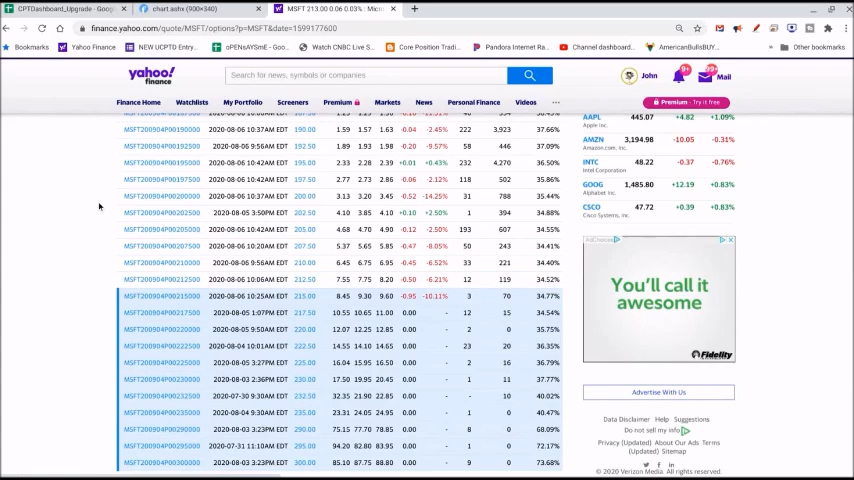 CPTDashboard_Upgrade - Goog
chart.ashx (900×340)
MSFT 213.00 0.06 0.03% : Micros
finance.yahoo.com/quote/MSFT/options?p=MSFT&date=1599177600
Bookmarks Yahoo Finance NEW UCPTD ENTRY... oPENSAYSmE - Goo... Watch CNBC Live S... Core Position Tradi... Pandora Internet Ra... Channel dashboard... AmericanBullsBUY... » Other bookmarks
yahoo!
finance
Search for news, symbols or companies
John 9+ Mail
Finance Home Watchlists My Portfolio Screeners Premium Markets News Personal Finance Videos ...
Premium - Try it free
MSFT200904P00190000 2020-08-06 10:37AM EDT 190.00 1.59 1.57 1.63 -0.04 -2.45% 222 3,923 37.66%
MSFT200904P00192500 2020-08-06 9:56AM EDT 192.50 1.89 1.93 1.98 -0.20 -9.57% 58 446 37.09%
MSFT200904P00195000 2020-08-06 10:42AM EDT 195.00 2.33 2.28 2.39 +0.01 +0.43% 232 4,270 36.50%
MSFT200904P00197500 2020-08-06 10:42AM EDT 197.50 2.77 2.73 2.86 -0.06 -2.12% 118 502 35.86%
MSFT200904P00200000 2020-08-06 10:37AM EDT 200.00 3.13 3.20 3.45 -0.52 -14.25% 31 788 35.44%
MSFT200904P00202500 2020-08-05 3:50PM EDT 202.50 4.10 3.85 4.10 +0.10 +2.50% 1 394 34.88%
MSFT200904P00205000 2020-08-06 10:42AM EDT 205.00 4.68 4.70 4.90 -0.12 -2.50% 193 607 34.55%
MSFT200904P00207500 2020-08-06 10:20AM EDT 207.50 5.37 5.65 5.85 -0.47 -8.05% 50 243 34.41%
MSFT200904P00210000 2020-08-06 9:56AM EDT 210.00 6.45 6.75 6.95 -0.45 -6.52% 33 221 34.40%
MSFT200904P00212500 2020-08-06 10:06AM EDT 212.50 7.55 7.75 8.20 -0.50 -6.21% 12 119 34.52%
MSFT200904P00215000 2020-08-06 10:25AM EDT 215.00 8.45 9.30 9.60 -0.95 -10.11% 3 70 34.77%
MSFT200904P00217500 2020-08-05 1:07PM EDT 217.50 10.55 10.65 11.00 0.00 - 12 15 34.54%
MSFT200904P00220000 2020-08-05 9:50AM EDT 220.00 12.07 12.25 12.85 0.00 - 2 0 35.75%
MSFT200904P00222500 2020-08-04 10:01AM EDT 222.50 14.55 14.10 14.65 0.00 - 23 20 36.35%
MSFT200904P00225000 2020-08-05 3:27PM EDT 225.00 16.04 15.95 16.50 0.00 - 2 16 36.79%
MSFT200904P00230000 2020-08-03 2:36PM EDT 230.00 17.50 19.95 20.45 0.00 - 1 11 37.77%
MSFT200904P00232500 2020-07-30 9:30AM EDT 232.50 32.35 21.90 22.85 0.00 - - 10 40.02%
MSFT200904P00235000 2020-08-04 9:30AM EDT 235.00 23.31 24.05 24.95 0.00 - 1 0 40.47%
MSFT200904P00290000 2020-08-03 3:23PM EDT 290.00 75.15 77.70 78.85 0.00 - 8 0 68.09%
MSFT200904P00295000 2020-07-31 11:10AM EDT 295.00 94.20 82.80 83.95 0.00 - 1 0 72.17%
MSFT200904P00300000 2020-08-03 3:23PM EDT 300.00 85.10 87.75 88.80 0.00 - 9 0 73.68%
AAPL 445.07 +4.82 +1.09%
Apple Inc.
AMZN 3,194.98 -10.05 -0.31%
Amazon.com, Inc.
INTC 48.22 -0.37 -0.76%
Intel Corporation
GOOG 1,485.80 +12.19 +0.83%
Alphabet Inc.
CSCO 47.72 +0.39 +0.83%
Cisco Systems, Inc.
AdChoices
You'll call it
awesome
Fidelity
Advertise With Us
Data Disclaimer Help Suggestions
Do not sell my info
Privacy (Updated) About Our Ads Terms
(Updated) Sitemap
© 2020 Verizon Media. All rights reserved.